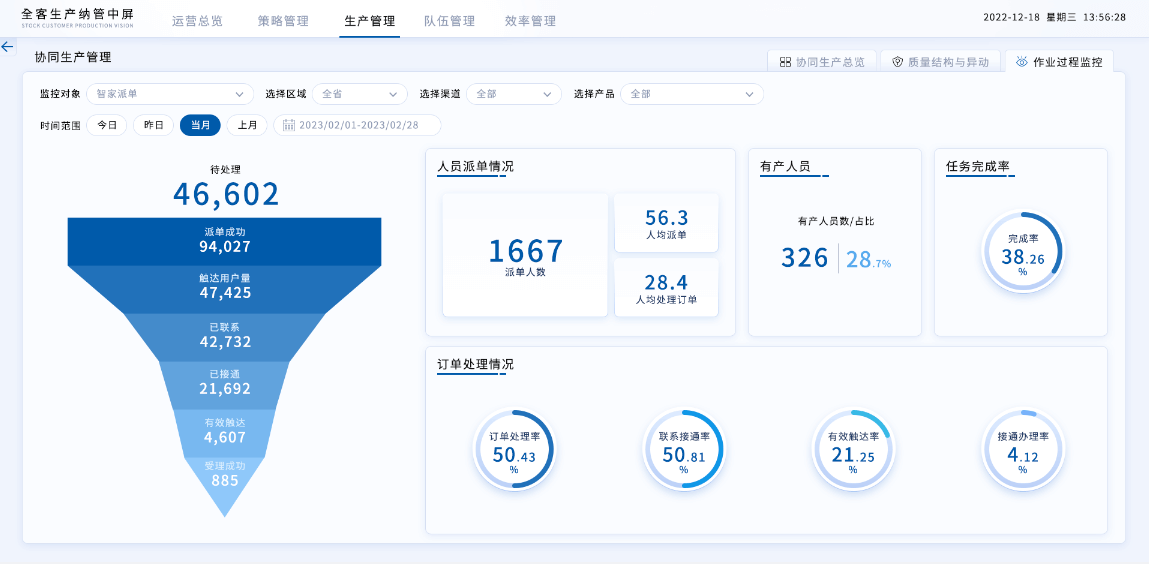 全客生产纳管中屏
STOCK CUSTOMER PRODUCTION VISION
运营总览 策略管理 生产管理 队伍管理 效率管理
2022-12-18 星期三 13:56:28
协同生产管理
协同生产总览 质量结构与异动 作业过程监控
监控对象 智家派单 选择区域 全省 选择渠道 全部 选择产品 全部
时间范围 今日 昨日 当月 上月 2023/02/01-2023/02/28
待处理
46,602
派单成功
94,027
触达用户量
47,425
已联系
42,732
已接通
21,692
有效触达
4,607
受理成功
885
人员派单情况
1667
派单人数
56.3
人均派单
28.4
人均处理订单
有产人员
有产人员数/占比
326 28.7%
任务完成率
完成率
38.26
%
订单处理情况
订单处理率
50.43
%
联系接通率
50.81
%
有效触达率
21.25
%
接通办理率
4.12
%